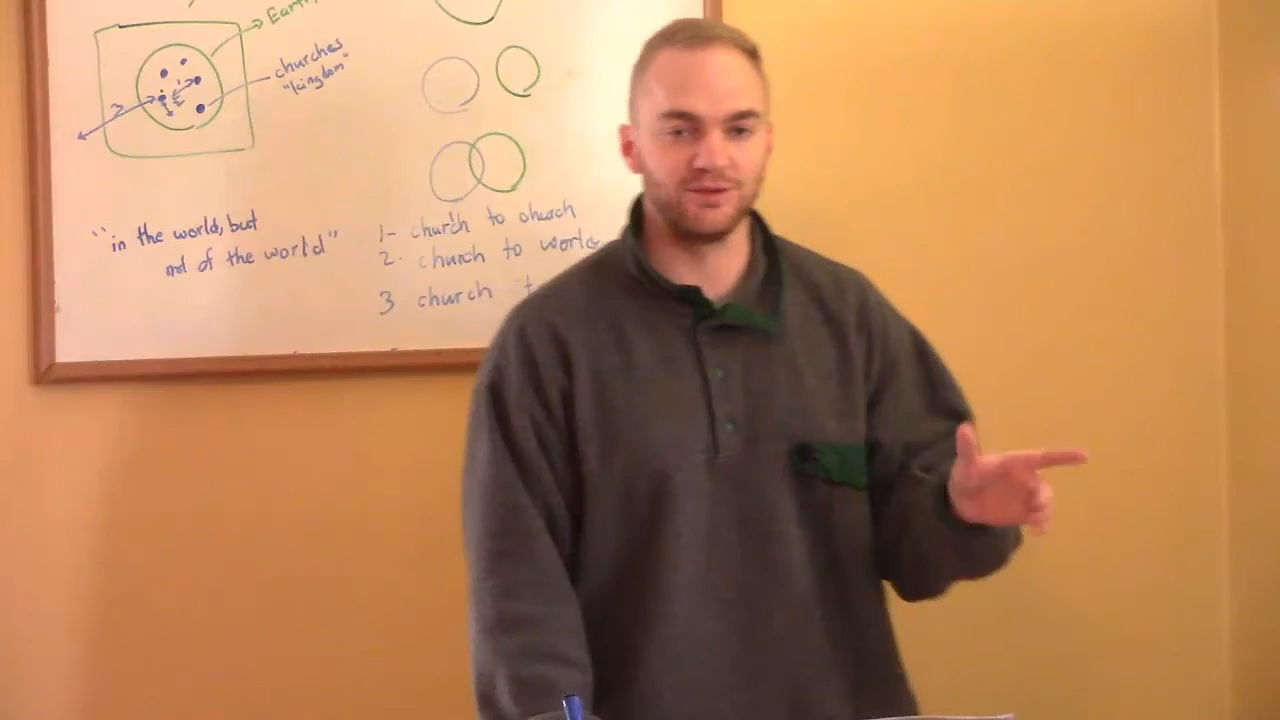 Earth
churches
"kingdom"
"in the world, but
not of the world"
1- church to church
2. church to world
3 church t